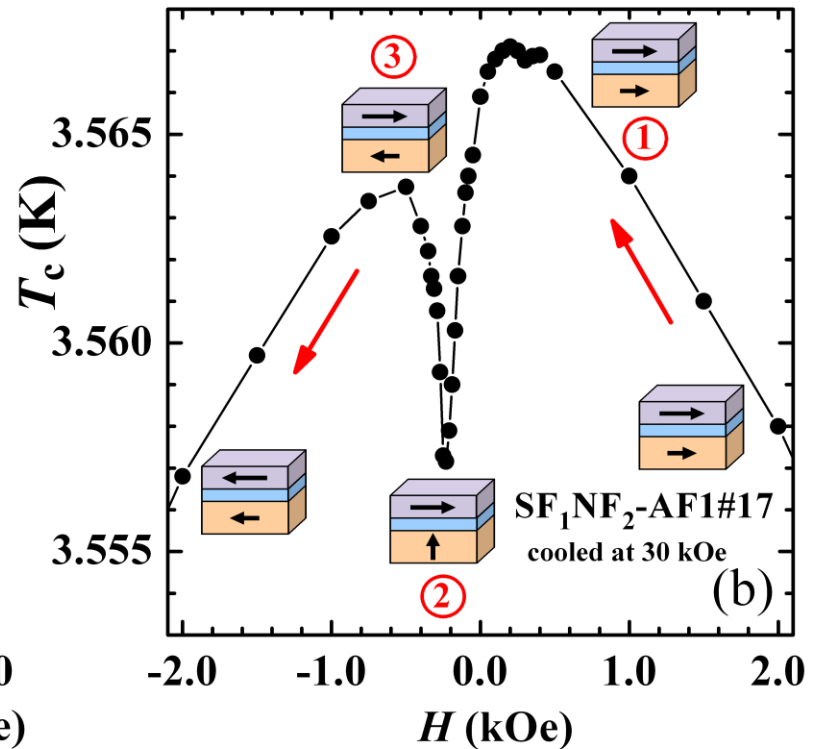 ③
①
3.565
3.560
3.555
T_c (K)
SF₁NF₂-AF1#17
cooled at 30 kOe
②
(b)
0
-2.0 -1.0 0.0 1.0 2.0
e)
H (kOe)